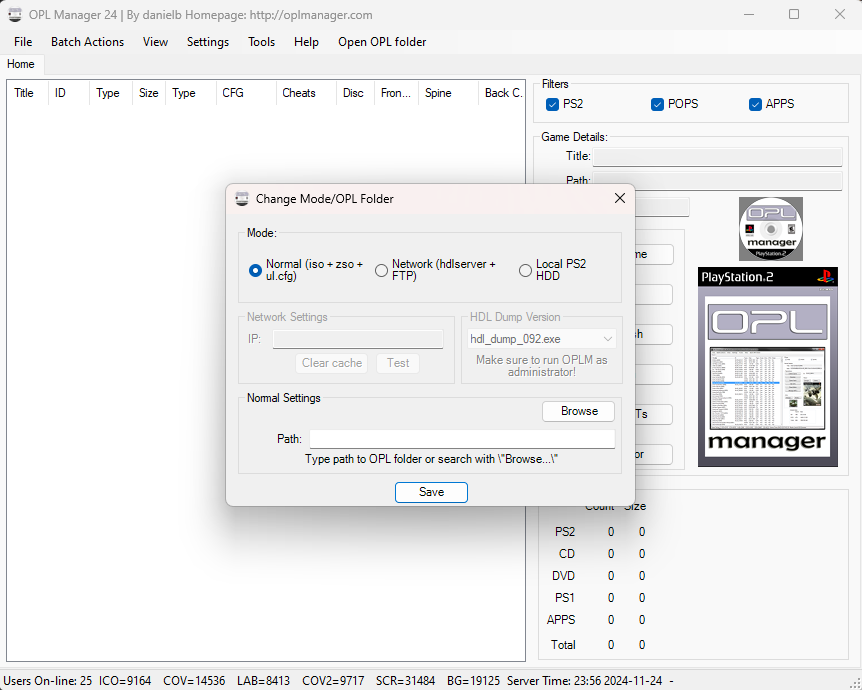 OPL Manager 24 | By danielb Homepage: http://oplmanager.com
File Batch Actions View Settings Tools Help Open OPL folder
Home
Title ID Type Size Type CFG Cheats Disc Fron... Spine Back C.
Filters
PS2 POPS APPS
Game Details:
Title:
Path:
Change Mode/OPL Folder
Mode:
Normal (iso + zso + ul.cfg)
Network (hdlserver + FTP)
Local PS2 HDD
Network Settings
IP:
Clear cache Test
HDL Dump Version
hdl_dump_092.exe
Make sure to run OPLM as
administrator!
Normal Settings
Browse
Path:
Type path to OPL folder or search with \"Browse...\"
Save
OPL
manager
PlayStation.2
PlayStation.2
OPL
manager
Count Size
PS2 0 0
CD 0 0
DVD 0 0
PS1 0 0
APPS 0 0
Total 0 0
Users On-line: 25 ICO=9164 COV=14536 LAB=8413 COV2=9717 SCR=31484 BG=19125 Server Time: 23:56 2024-11-24 -